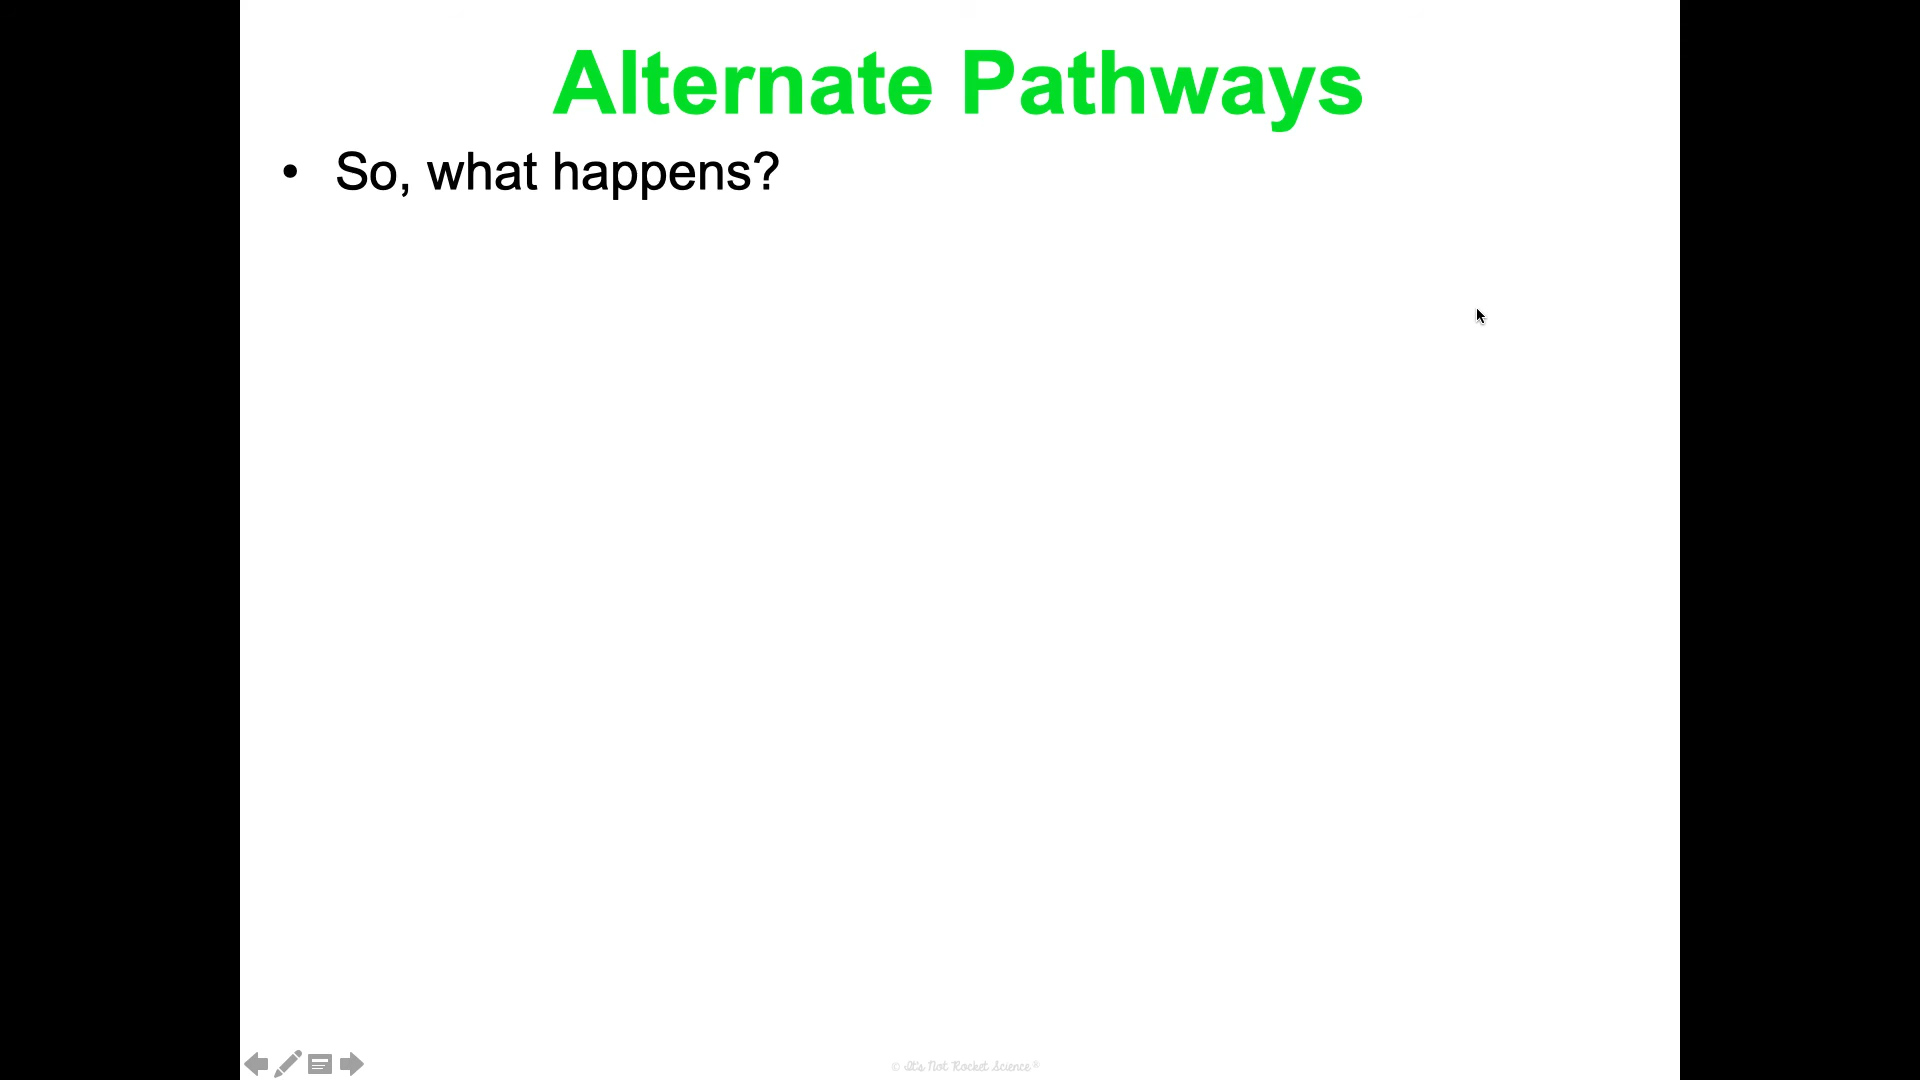 Alternate Pathways
• So, what happens?
© It's Not Rocket Science®